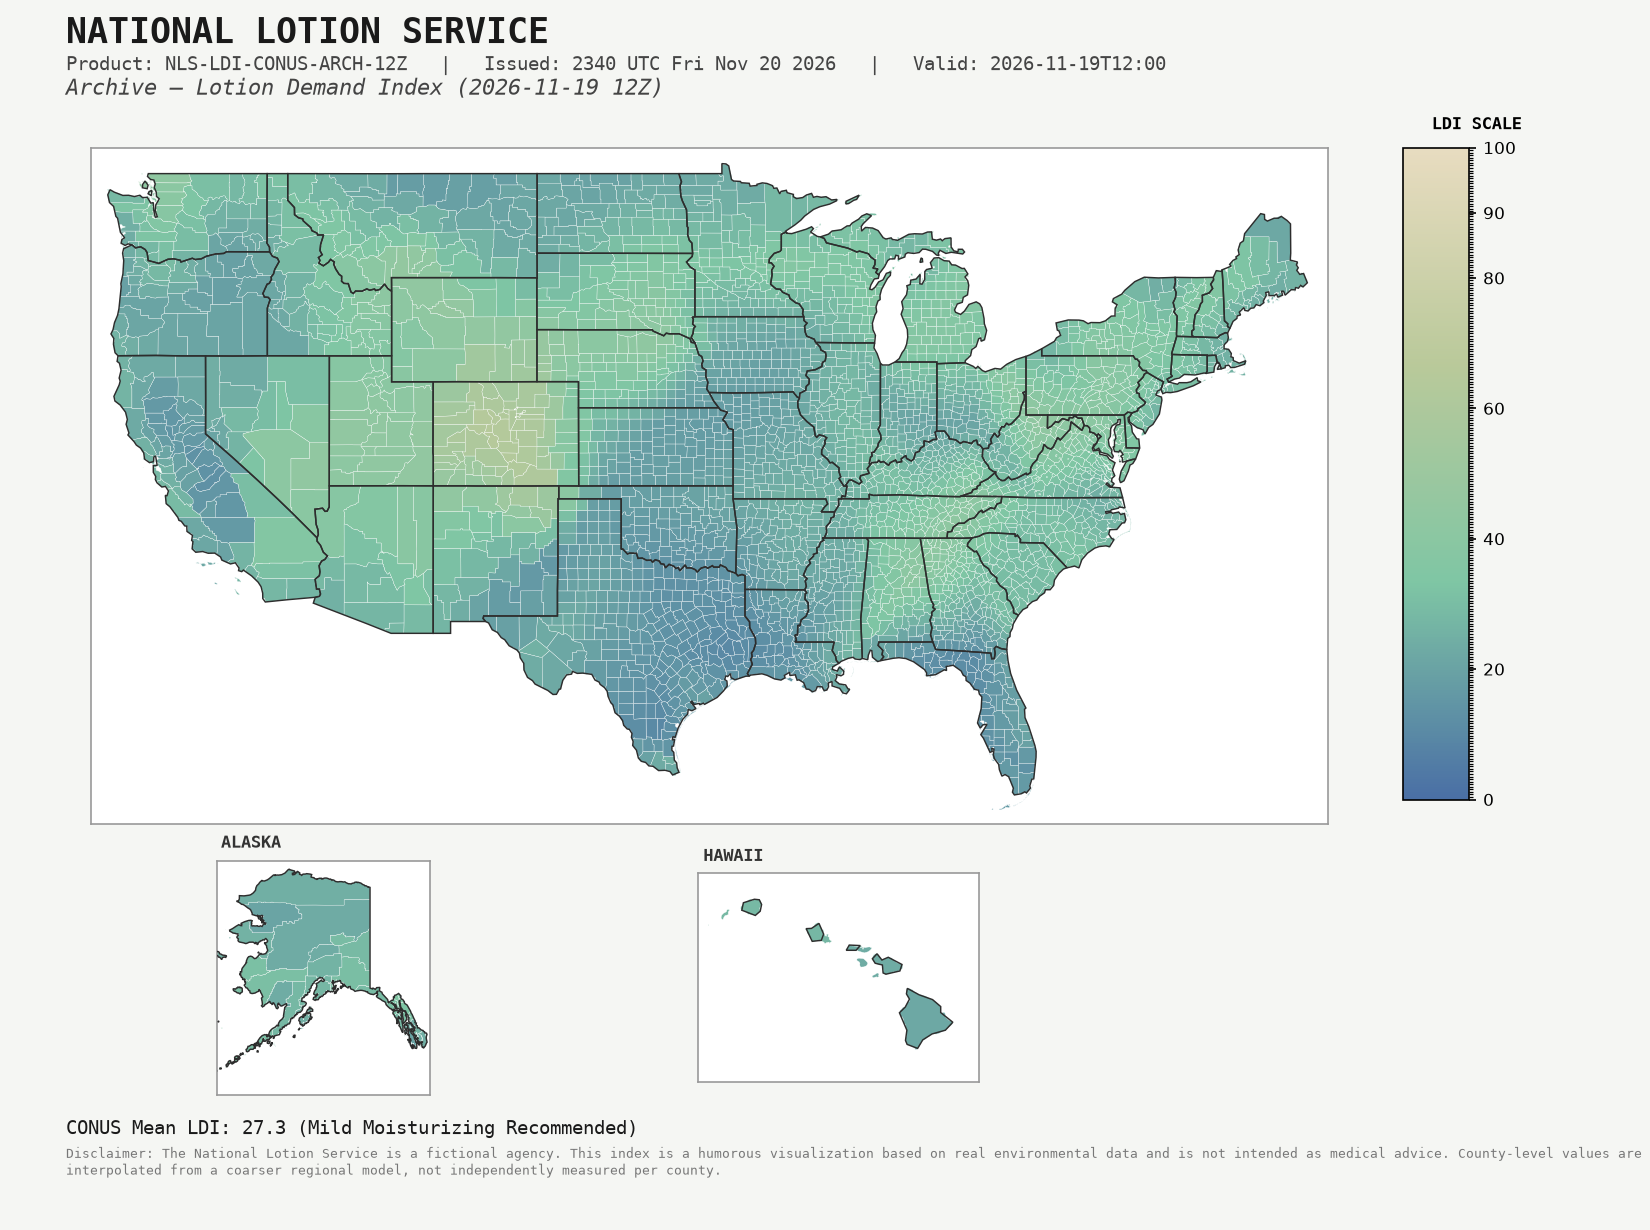 NATIONAL LOTION SERVICE
Product: NLS-LDI-CONUS-ARCH-12Z | Issued: 2340 UTC Fri Nov 20 2026 | Valid: 2026-11-19T12:00
Archive — Lotion Demand Index (2026-11-19 12Z)
LDI SCALE
100
90
80
60
40
20
0
ALASKA
HAWAII
CONUS Mean LDI: 27.3 (Mild Moisturizing Recommended)
Disclaimer: The National Lotion Service is a fictional agency. This index is a humorous visualization based on real environmental data and is not intended as medical advice. County-level values are
interpolated from a coarser regional model, not independently measured per county.